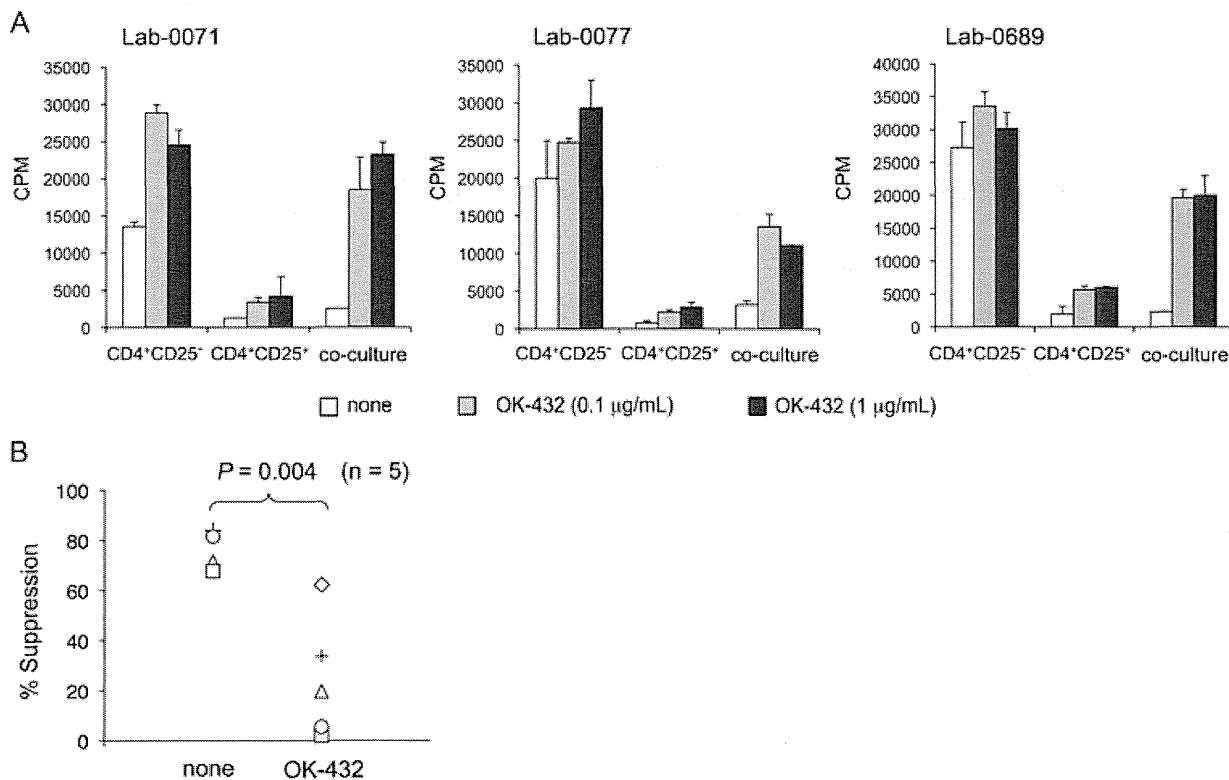 A
Lab-0071
Lab-0077
Lab-0689
CPM
35000
30000
25000
20000
15000
10000
5000
0
CD4⁺CD25⁻ CD4⁺CD25⁺ co-culture
CPM
35000
30000
25000
20000
15000
10000
5000
0
CD4⁺CD25⁻ CD4⁺CD25⁺ co-culture
CPM
40000
35000
30000
25000
20000
15000
10000
5000
0
CD4⁺CD25⁻ CD4⁺CD25⁺ co-culture
none OK-432 (0.1 µg/mL) OK-432 (1 µg/mL)
B
P = 0.004 (n = 5)
% Suppression
100
80
60
40
20
0
none OK-432